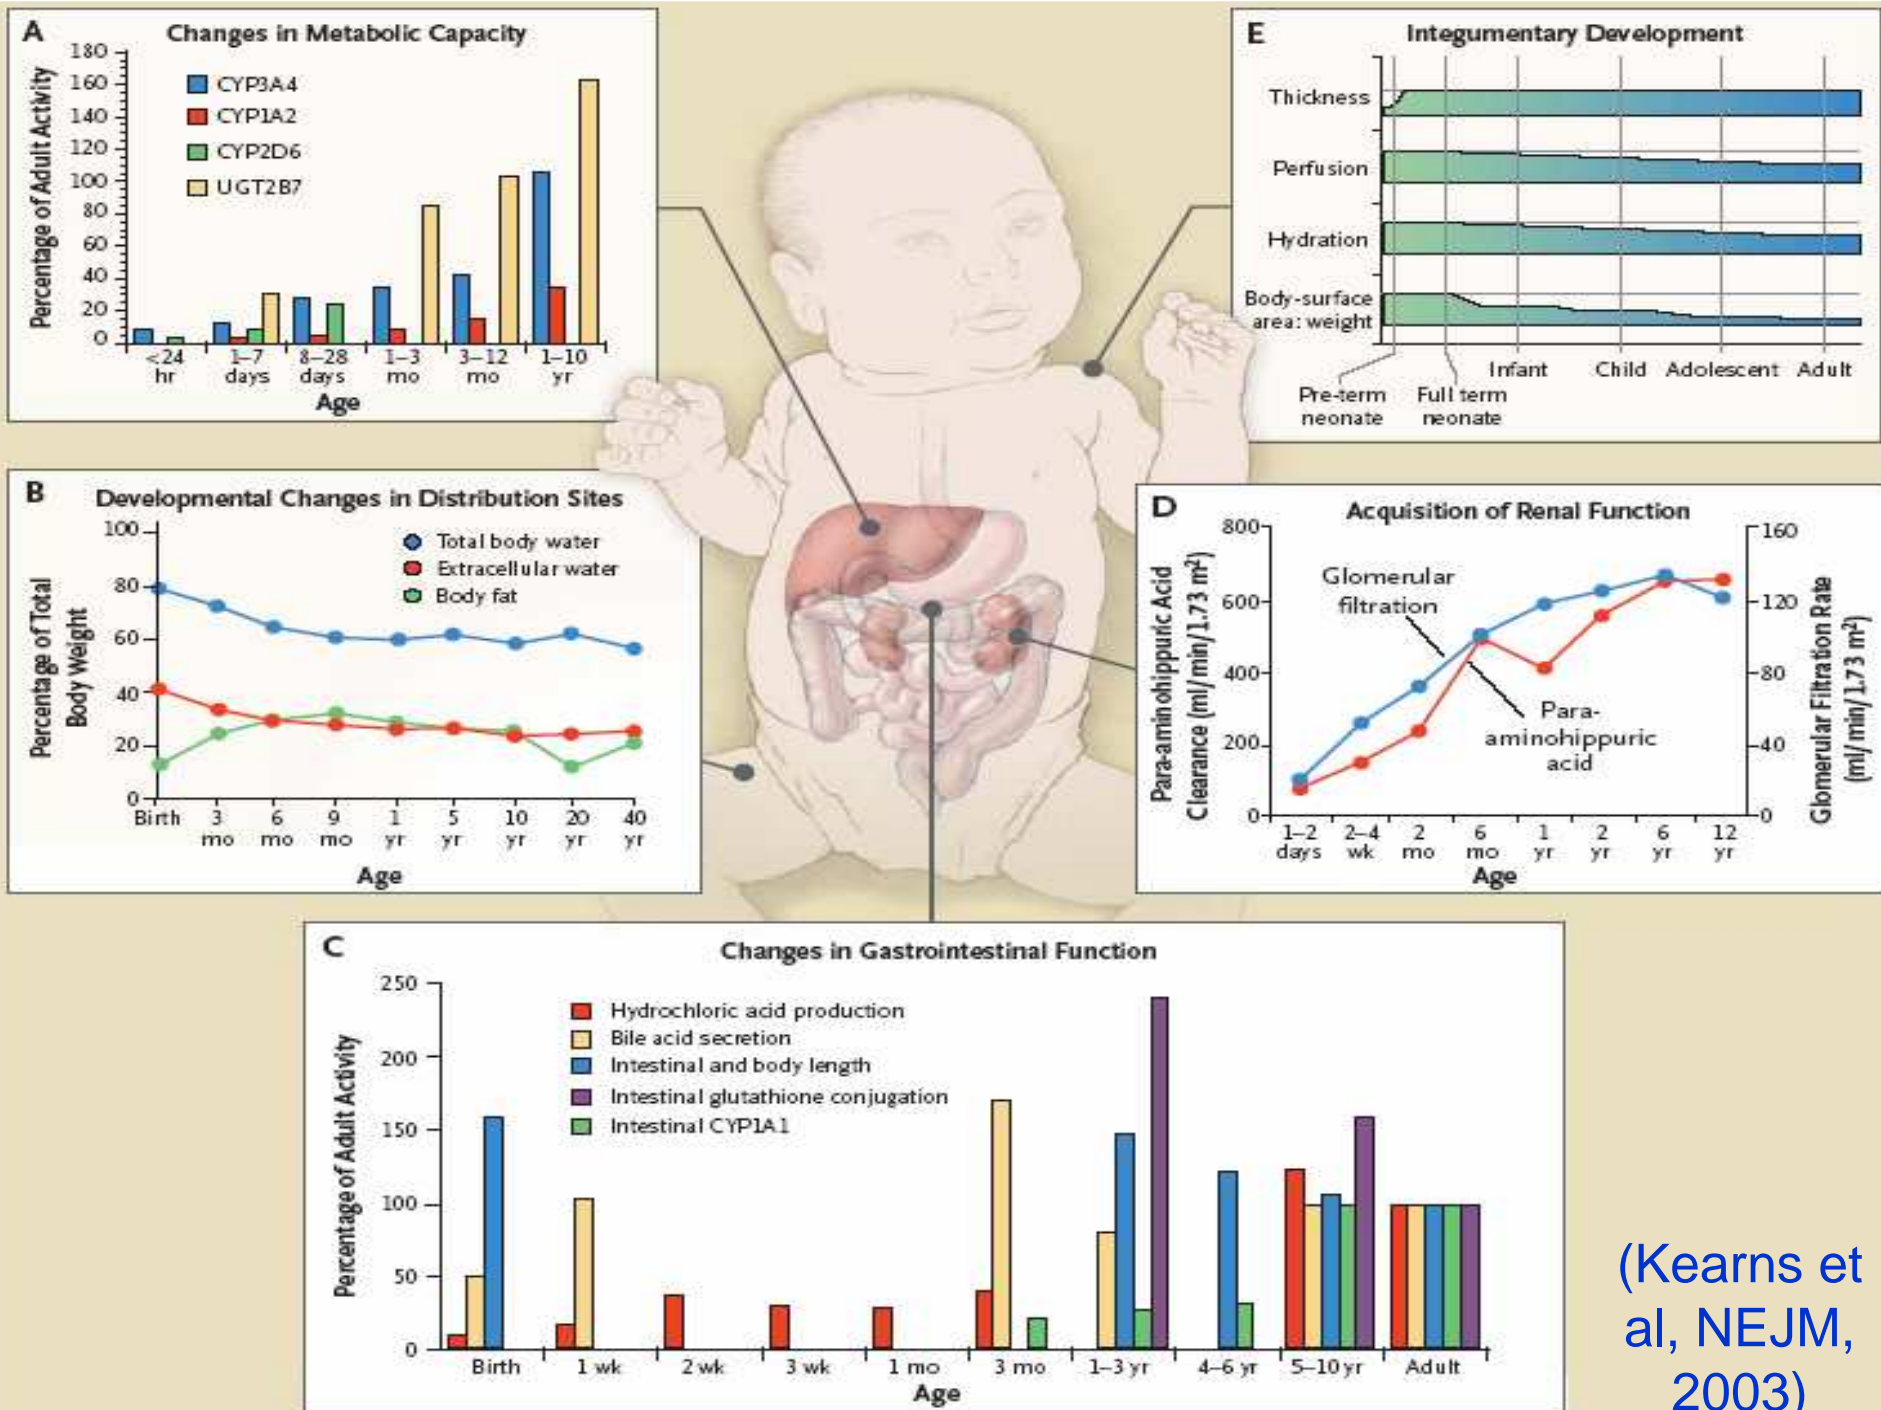 A
Changes in Metabolic Capacity
Percentage of Adult Activity
180
160
140
120
100
80
60
40
20
0
CYP3A4
CYP1A2
CYP2D6
UGT2B7
<24 hr
1–7 days
8–28 days
1–3 mo
3–12 mo
1–10 yr
Age
E
Integumentary Development
Thickness
Perfusion
Hydration
Body-surface
area: weight
Infant
Child
Adolescent
Adult
Pre-term
neonate
Full term
neonate
B
Developmental Changes in Distribution Sites
Percentage of Total
Body Weight
100
80
60
40
20
0
Total body water
Extracellular water
Body fat
Birth
3 mo
6 mo
9 mo
1 yr
5 yr
10 yr
20 yr
40 yr
Age
D
Acquisition of Renal Function
Para-aminohippuric Acid
Clearance (ml/min/1.73 m²)
800
600
400
200
0
Glomerular
filtration
Para-
aminohippuric
acid
160
120
80
40
0
Glomerular Filtration Rate
(ml/min/1.73 m²)
1–2 days
2–4 wk
2 mo
6 mo
1 yr
2 yr
6 yr
12 yr
Age
C
Changes in Gastrointestinal Function
Percentage of Adult Activity
250
200
150
100
50
0
Hydrochloric acid production
Bile acid secretion
Intestinal and body length
Intestinal glutathione conjugation
Intestinal CYP1A1
Birth
1 wk
2 wk
3 wk
1 mo
3 mo
1–3 yr
4–6 yr
5–10 yr
Adult
Age
(Kearns et
al, NEJM,
2003)